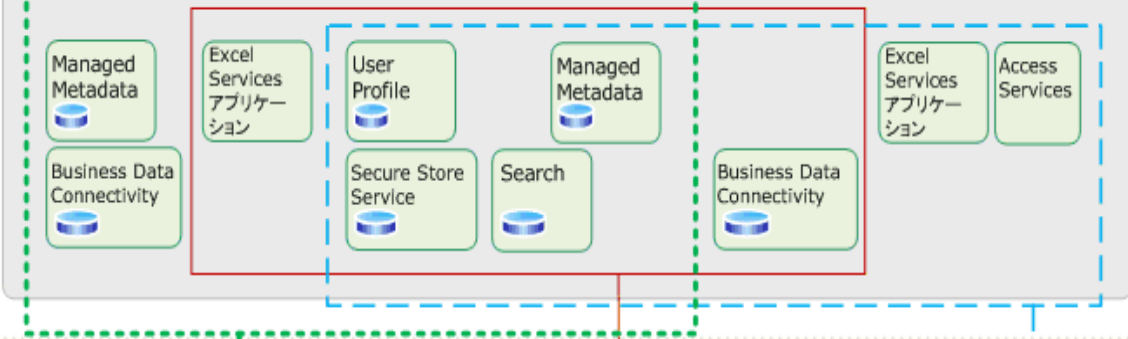 Managed
Metadata
Excel
Services
アプリケー
ション
User
Profile
Managed
Metadata
Excel
Services
アプリケー
ション
Access
Services
Business Data
Connectivity
Secure Store
Service
Search
Business Data
Connectivity